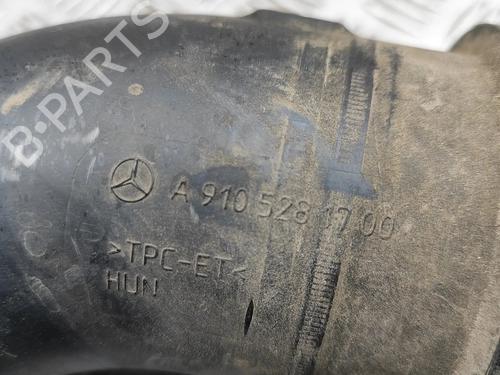 B-PARTS
A 910 528 17 00
>TPC-ET<
HUN